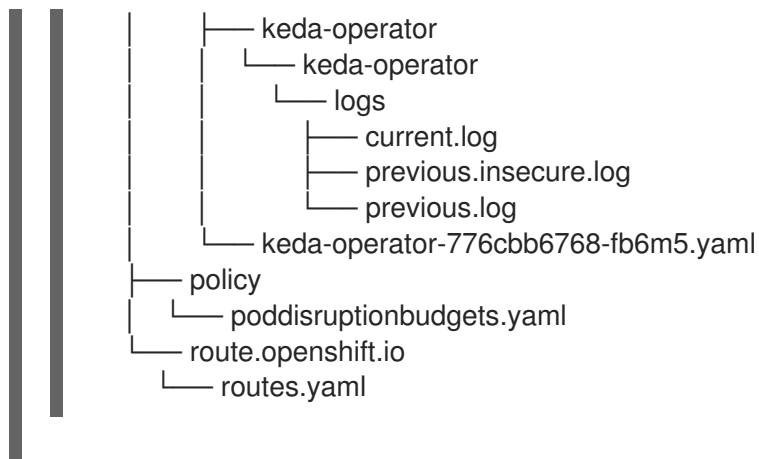 │ ├── keda-operator
│ │ └── keda-operator
│ │ └── logs
│ │ ├── current.log
│ │ ├── previous.insecure.log
│ │ └── previous.log
│ └── keda-operator-776cbb6768-fb6m5.yaml
├── policy
│ └── poddisruptionbudgets.yaml
└── route.openshift.io
└── routes.yaml